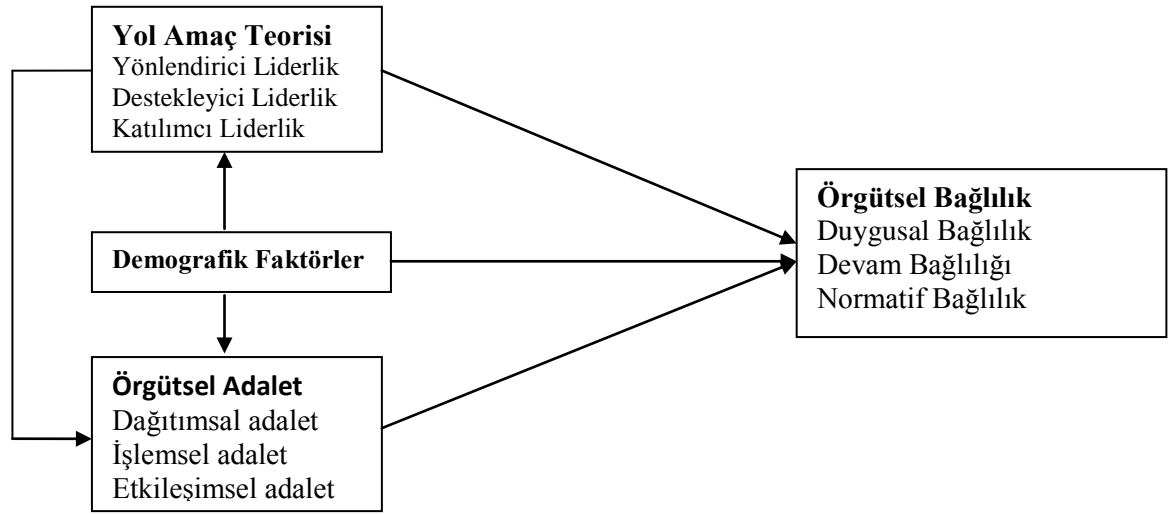 Yol Amaç Teorisi
Yönlendirici Liderlik
Destekleyici Liderlik
Katılımcı Liderlik
Demografik Faktörler
Örgütsel Adalet
Dağıtımsal adalet
İşlemsel adalet
Etkileşimsel adalet
Örgütsel Bağlılık
Duygusal Bağlılık
Devam Bağlılığı
Normatif Bağlılık